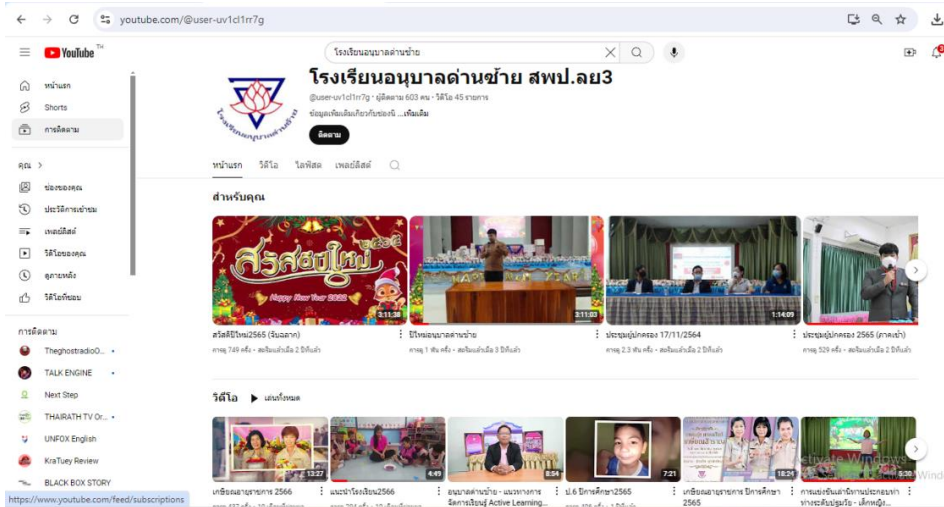 youtube.com/@user-uv1cl1rr7g
YouTube TH
โรงเรียนอนุบาลด่านซ้าย
หน้าแรก
Shorts
การติดตาม
คุณ
ช่องของคุณ
ประวัติการเข้าชม
เพลย์ลิสต์
วิดีโอของคุณ
ดูภายหลัง
วิดีโอที่ชอบ
การติดตาม
TheghostradioO...
TALK ENGINE
Next Step
THAIRATH TV Or...
UNFOX English
KraTuey Review
BLACK BOX STORY
https://www.youtube.com/feed/subscriptions
โรงเรียนอนุบาลด่านซ้าย
โรงเรียนอนุบาลด่านซ้าย สพป.ลย3
@user-uv1cl1rr7g • ผู้ติดตาม 603 คน • วิดีโอ 45 รายการ
ข้อมูลเพิ่มเติมเกี่ยวกับช่องนี้ ...เพิ่มเติม
ติดตาม
หน้าแรก วิดีโอ ไลฟ์สด เพลย์ลิสต์
สำหรับคุณ
สวัสดีปีใหม่ ๒๕๖๕
Happy New Year 2022
3:11:38
3:11:03
1:14:09
สวัสดีปีใหม่2565 (จับฉลาก)
การดู 749 ครั้ง • สตรีมแล้วเมื่อ 2 ปีที่แล้ว
ปีใหม่อนุบาลด่านซ้าย
การดู 1 พัน ครั้ง • สตรีมแล้วเมื่อ 3 ปีที่แล้ว
ประชุมผู้ปกครอง 17/11/2564
การดู 2.3 พัน ครั้ง • สตรีมแล้วเมื่อ 2 ปีที่แล้ว
ประชุมผู้ปกครอง 2565 (ภาคเช้า)
การดู 529 ครั้ง • สตรีมแล้วเมื่อ 2 ปีที่แล้ว
วิดีโอ เล่นทั้งหมด
13:27
4:49
8:54
7:21
18:24
5:30
เกษียณอายุราชการ 2566
แนะนำโรงเรียน2566
อนุบาลด่านซ้าย - แนวทางการ
จัดการเรียนรู้ Active Learning...
ป.6 ปีการศึกษา2565
เกษียณอายุราชการ ปีการศึกษา
2565
การแข่งขันเล่านิทานประกอบท่า
ทางระดับปฐมวัย - เด็กหญิง...